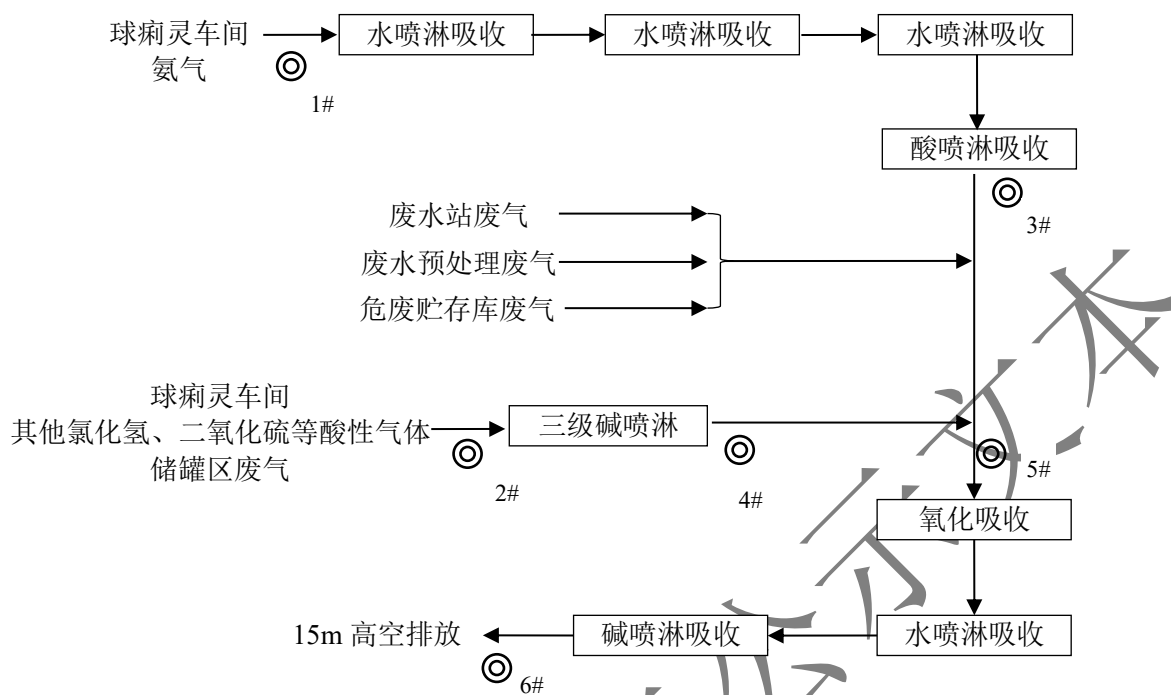 球痢灵车间
氨气
1#
水喷淋吸收
水喷淋吸收
水喷淋吸收
酸喷淋吸收
3#
废水站废气
废水预处理废气
危废贮存库废气
球痢灵车间
其他氯化氢、二氧化硫等酸性气体
储罐区废气
2#
三级碱喷淋
4#
5#
氧化吸收
水喷淋吸收
碱喷淋吸收
15m 高空排放
6#